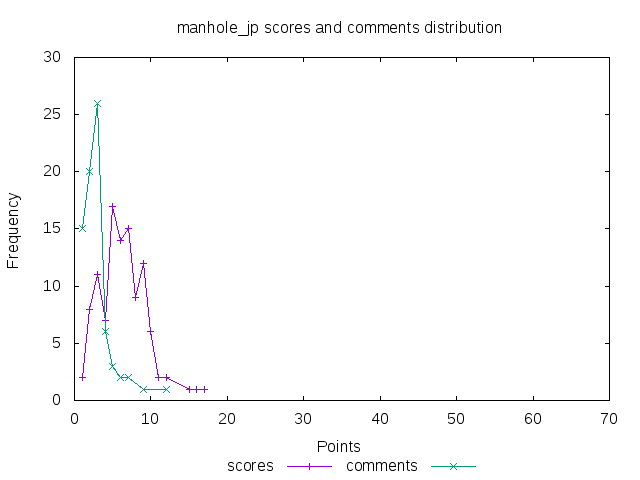 manhole_jp scores and comments distribution
30
25
20
15
10
5
0
Frequency
0 10 20 30 40 50 60 70
Points
scores comments